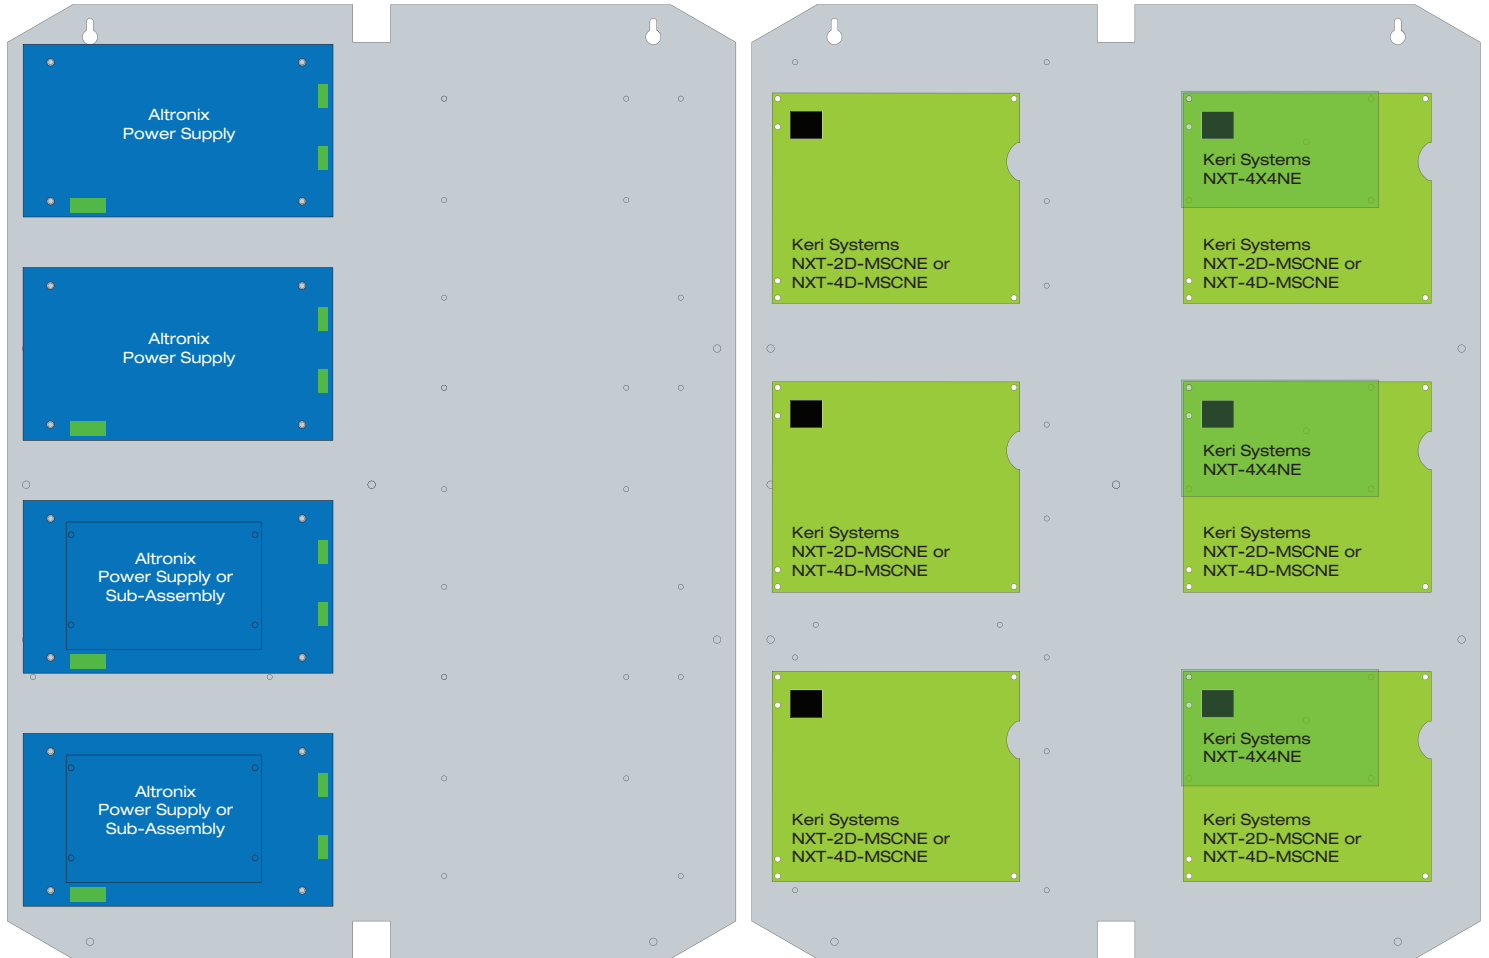 Altronix
Power Supply
Altronix
Power Supply
Altronix
Power Supply or
Sub-Assembly
Altronix
Power Supply or
Sub-Assembly
Keri Systems
NXT-2D-MSCNE or
NXT-4D-MSCNE
Keri Systems
NXT-4X4NE
Keri Systems
NXT-2D-MSCNE or
NXT-4D-MSCNE
Keri Systems
NXT-2D-MSCNE or
NXT-4D-MSCNE
Keri Systems
NXT-4X4NE
Keri Systems
NXT-2D-MSCNE or
NXT-4D-MSCNE
Keri Systems
NXT-2D-MSCNE or
NXT-4D-MSCNE
Keri Systems
NXT-4X4NE
Keri Systems
NXT-2D-MSCNE or
NXT-4D-MSCNE